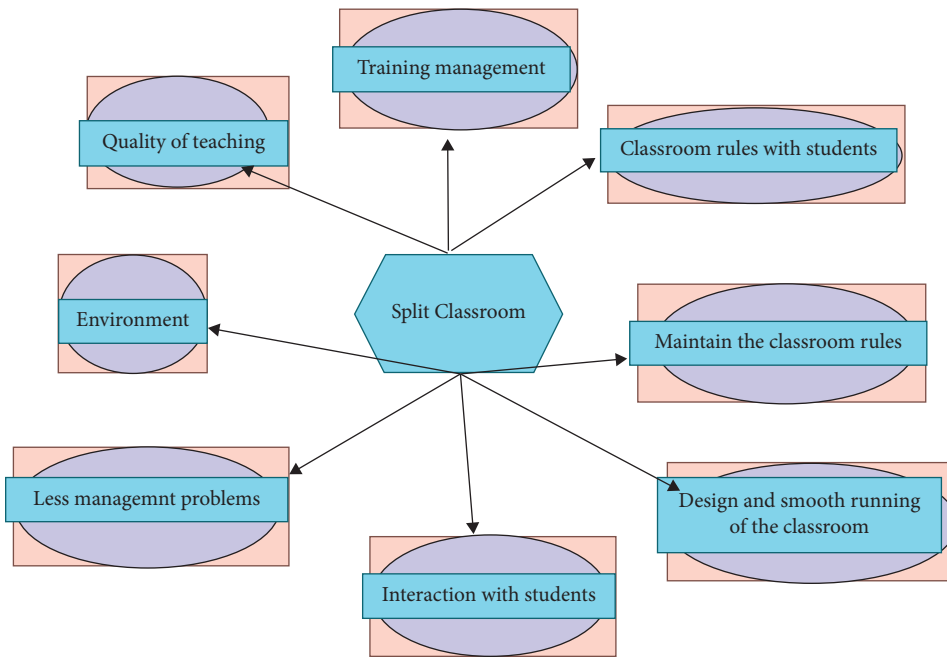 Training management
Quality of teaching
Classroom rules with students
Split Classroom
Environment
Maintain the classroom rules
Less managemnt problems
Design and smooth running
of the classroom
Interaction with students